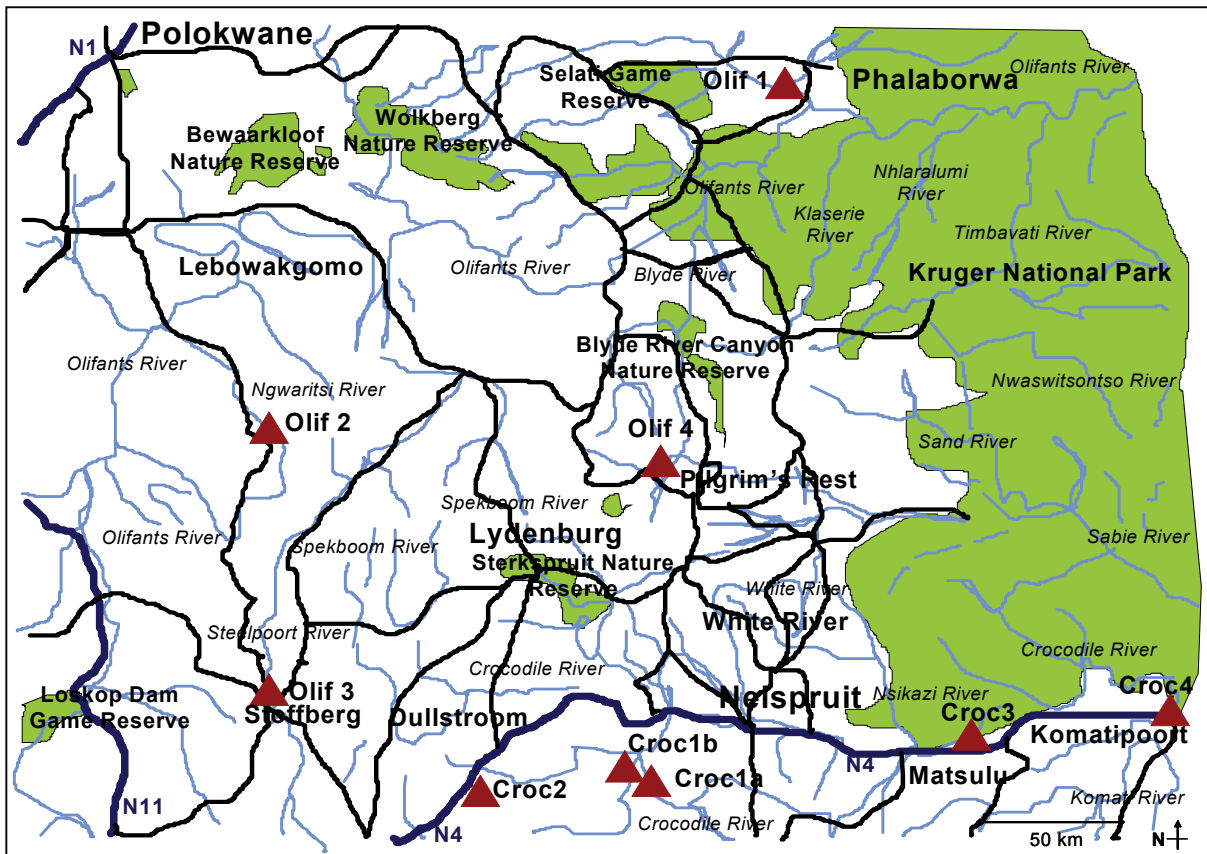 N1
Polokwane
Selati Game
Reserve
Olif 1
Phalaborwa
Olifants River
Bewaarkloof
Nature Reserve
Wolkberg
Nature Reserve
Olifants River
Nhlaralumi
River
Klaserie
River
Timbavati River
Lebowakgomo
Olifants River
Blyde River
Kruger National Park
Olifants River
Ngwaritsi River
Blyde River Canyon
Nature Reserve
Nwaswitsontso River
Olif 2
Olif 4
Sand River
Pilgrim's Rest
Spekboom River
Olifants River
Spekboom River
Lydenburg
Sterkspruit Nature
Reserve
Sabie River
White River
White River
Steelpoort River
Crocodile River
Crocodile River
Loskop Dam
Game Reserve
Olif 3
Stoffberg
Dullstroom
Nelspruit
Nsikazi River
Croc4
Croc3
Komatipoort
Croc1b
N4
Matsulu
Croc1a
Croc2
N11
N4
Crocodile River
Komati River
50 km
N